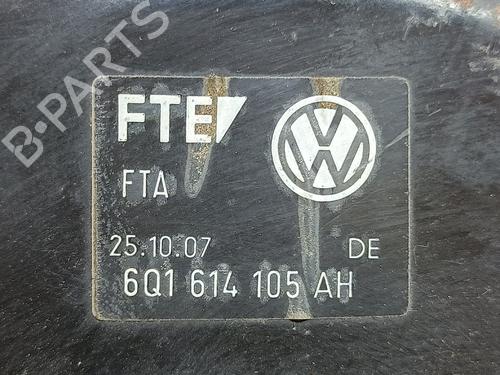 B-PARTS
FTE
FTA
25.10.07 DE
6Q1 614 105 AH